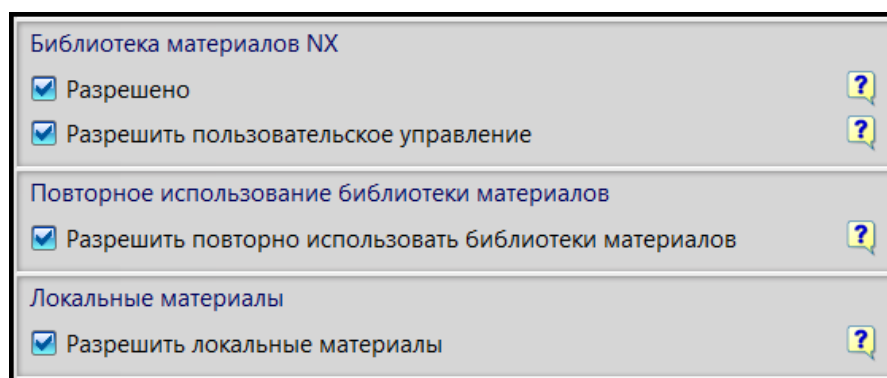 Библиотека материалов NX
Разрешено
?
Разрешить пользовательское управление
?
Повторное использование библиотеки материалов
Разрешить повторно использовать библиотеки материалов
?
Локальные материалы
Разрешить локальные материалы
?